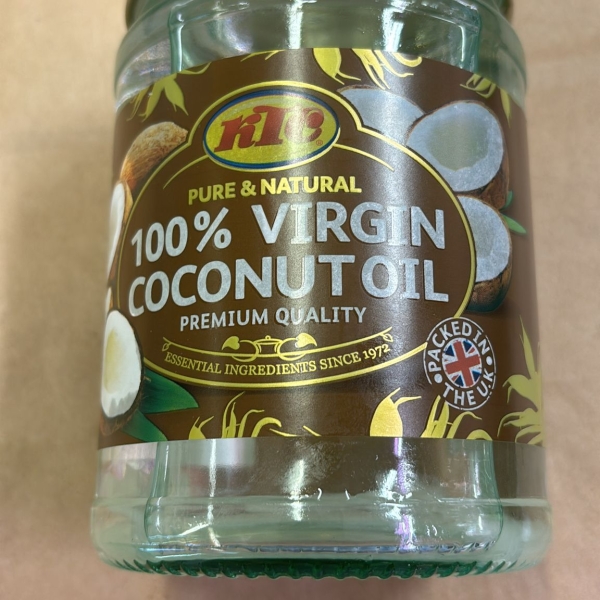 KTC
PURE & NATURAL
100% VIRGIN
COCONUT OIL
PREMIUM QUALITY
ESSENTIAL INGREDIENTS SINCE 1972
• PACKED IN •
THE UK